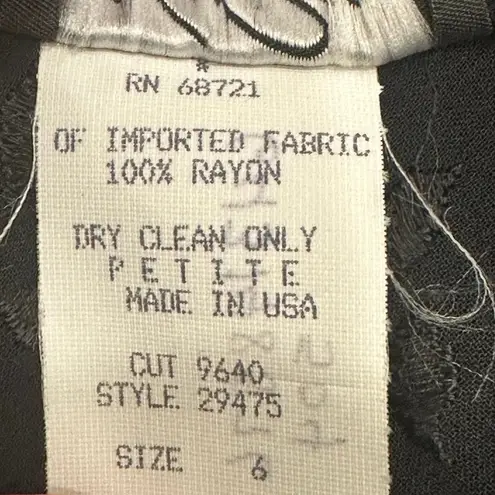 *
RN 68721
OF IMPORTED FABRIC
100% RAYON
DRY CLEAN ONLY
PETITE
MADE IN USA
CUT 9640
STYLE 29475
SIZE 6